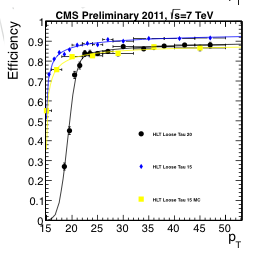 CMS Preliminary 2011, √s=7 TeV
Efficiency
1
0.9
0.8
0.7
0.6
0.5
0.4
0.3
0.2
0.1
0
HLT Loose Tau 20
HLT Loose Tau 15
HLT Loose Tau 15 MC
15 20 25 30 35 40 45 50
pT